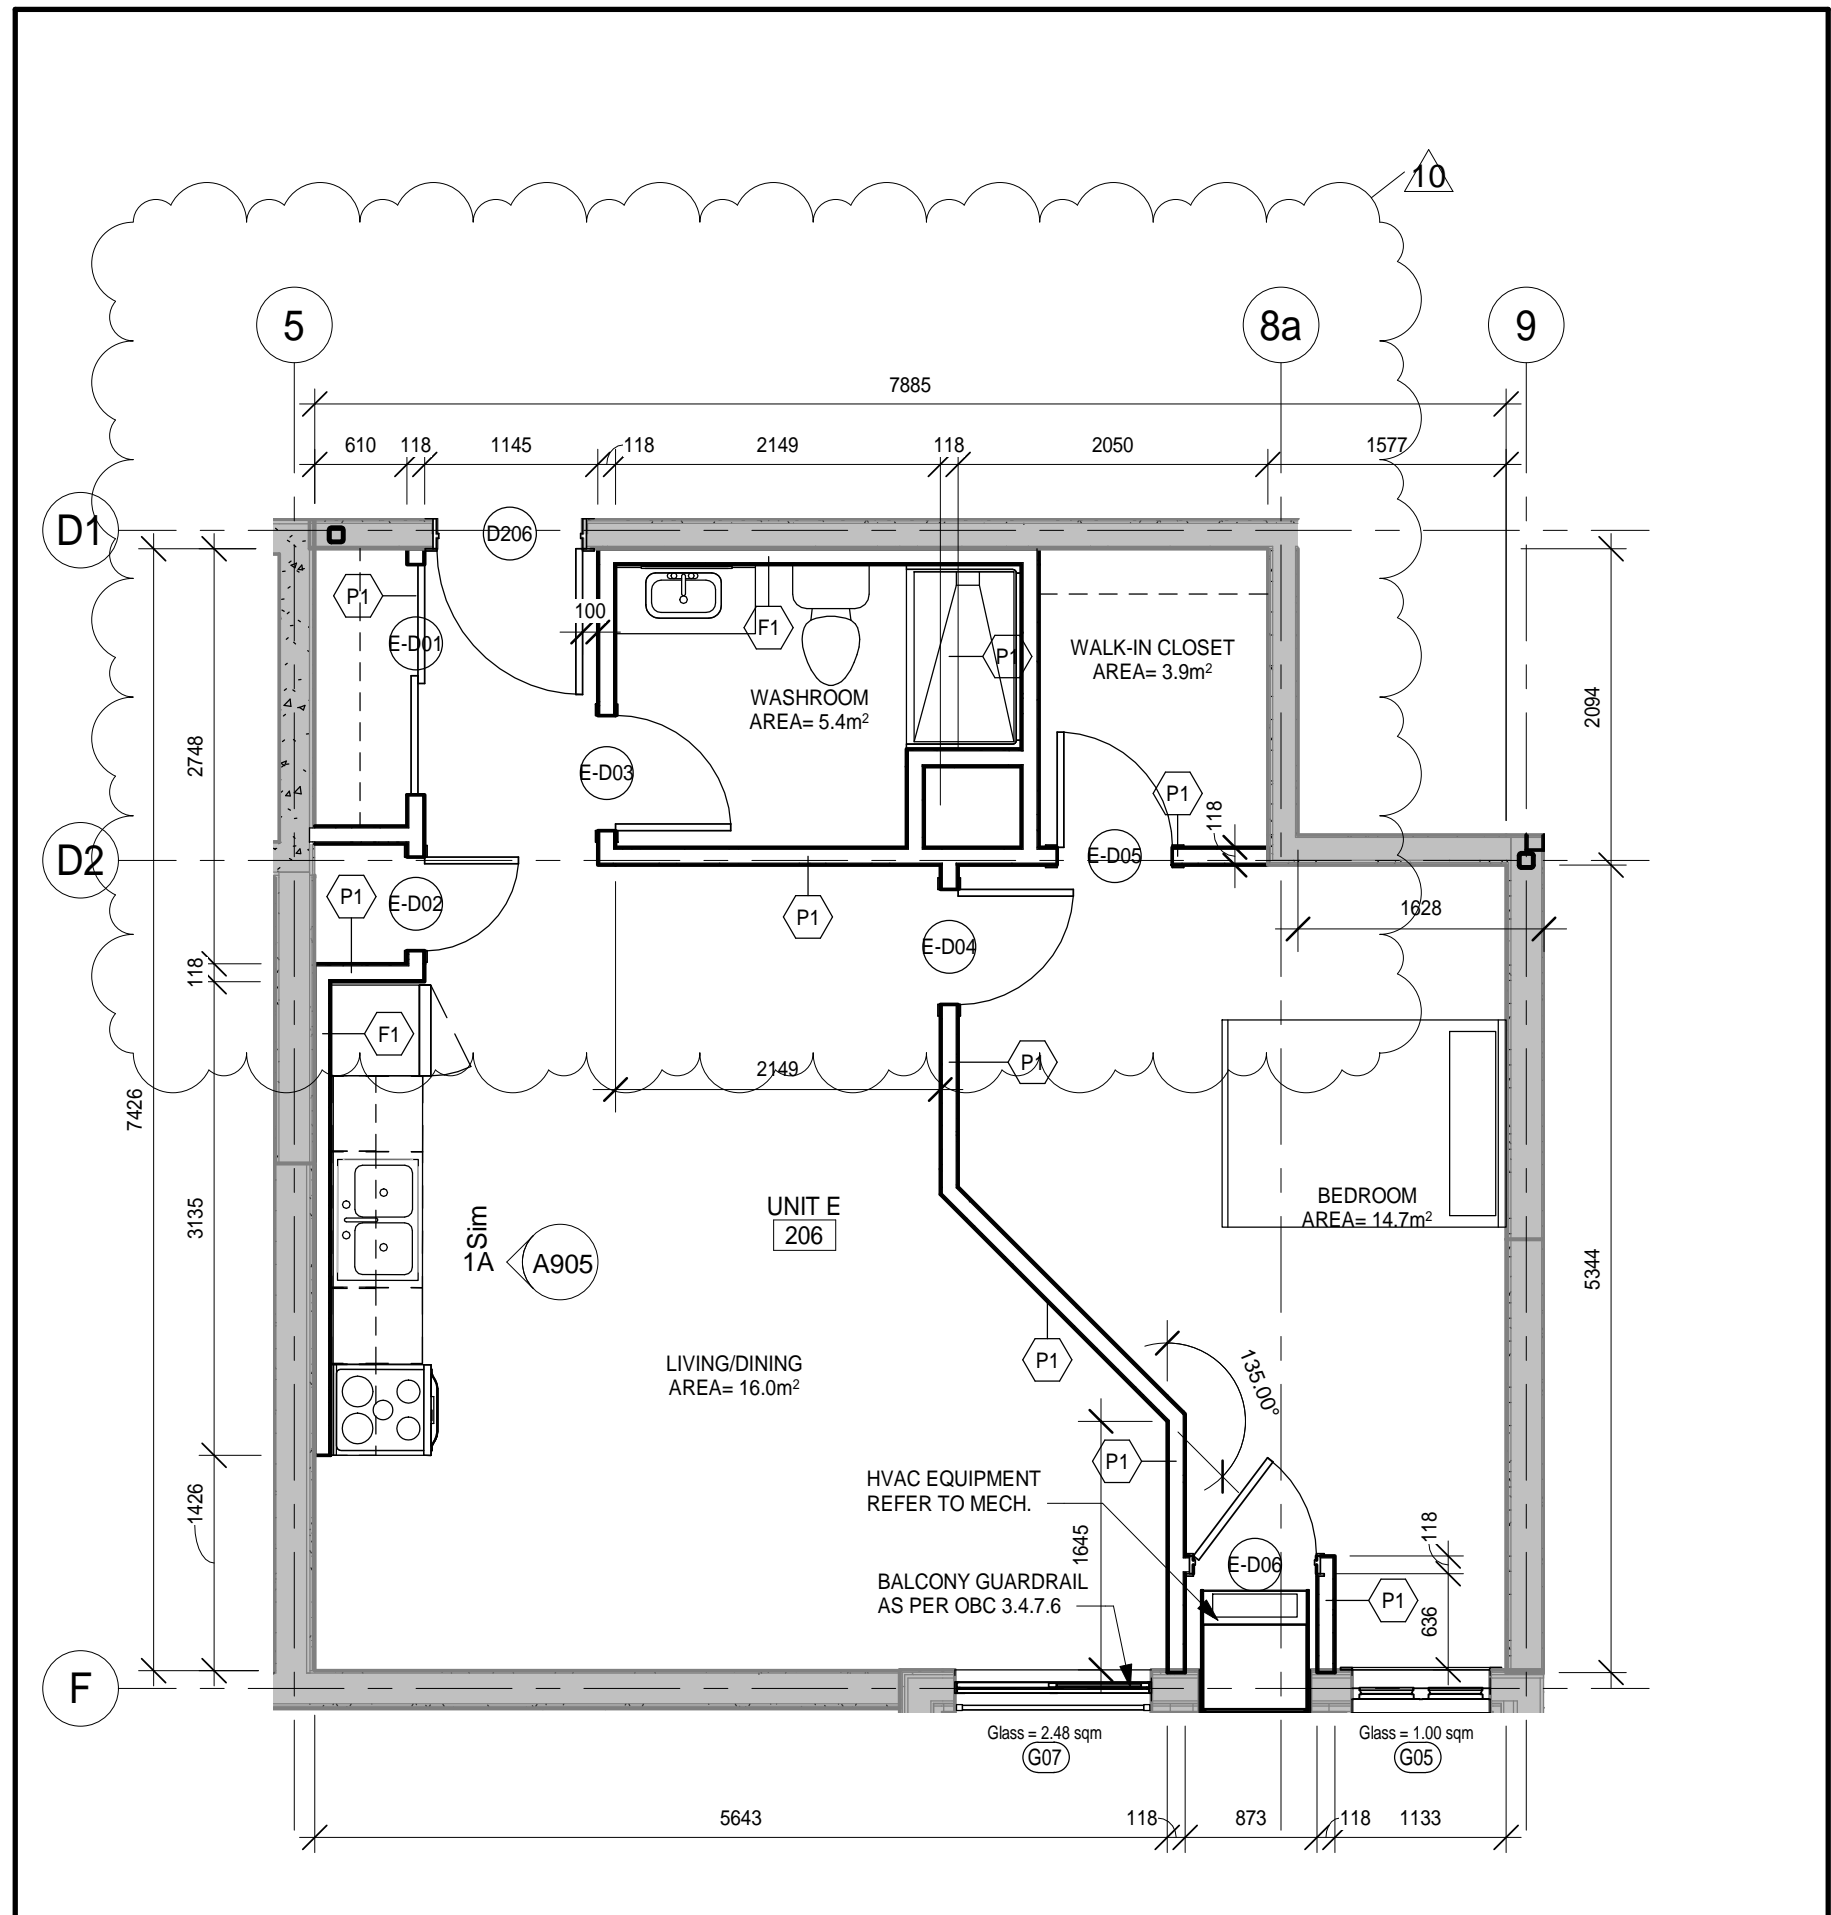 10
5
8a
9
7885
610
118
1145
118
2149
118
2050
1577
D1
D206
P1
100
F1
E-D01
P1
WALK-IN CLOSET
AREA= 3.9m²
WASHROOM
AREA= 5.4m²
2094
2748
E-D03
P1
118
D2
E-D05
P1
E-D02
P1
1628
E-D04
118
F1
P1
2149
7426
3135
UNIT E
206
BEDROOM
AREA= 14.7m²
1A Sim
A905
5344
LIVING/DINING
AREA= 16.0m²
P1
135.00°
P1
HVAC EQUIPMENT
REFER TO MECH.
1426
1645
118
E-D06
BALCONY GUARDRAIL
AS PER OBC 3.4.7.6
P1
636
F
Glass = 2.48 sqm
G07
Glass = 1.00 sqm
G05
5643
118
873
118
1133